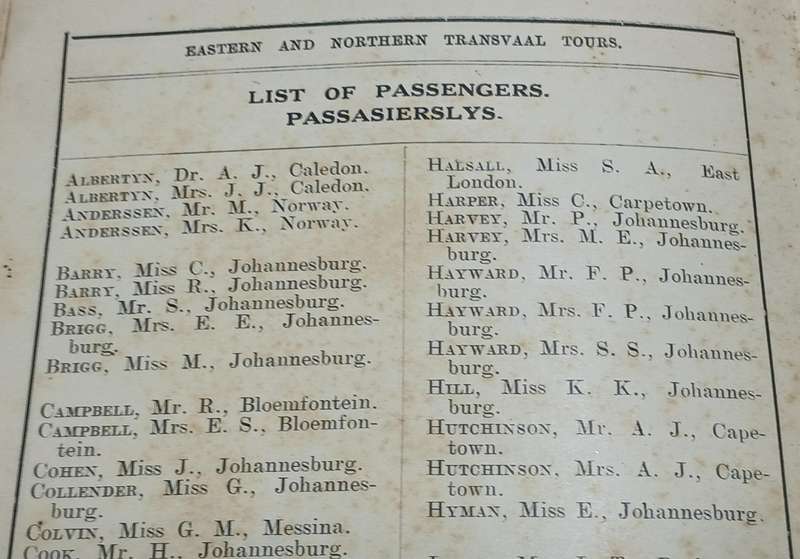 EASTERN AND NORTHERN TRANSVAAL TOURS.
LIST OF PASSENGERS.
PASSASIERSLYS.
ALBERTYN, Dr. A. J., Caledon.
ALBERTYN, Mrs. J. J., Caledon.
ANDERSSEN, Mr. M., Norway.
ANDERSSEN, Mrs. K., Norway.
BARRY, Miss C., Johannesburg.
BARRY, Miss R., Johannesburg.
BASS, Mr. S., Johannesburg.
BRIGG, Mrs. E. E., Johannes-
burg.
BRIGG, Miss M., Johannesburg.
CAMPBELL, Mr. R., Bloemfontein.
CAMPBELL, Mrs. E. S., Bloemfon-
tein.
COHEN, Miss J., Johannesburg.
COLLENDER, Miss G., Johannes-
burg.
COLVIN, Miss G. M., Messina.
COOK, Mr. H., Johannesburg.
HALSALL, Miss S. A., East
London.
HARPER, Miss C., Carpetown.
HARVEY, Mr. P., Johannesburg.
HARVEY, Mrs. M. E., Johannes-
burg.
HAYWARD, Mr. F. P., Johannes-
burg.
HAYWARD, Mrs. F. P., Johannes-
burg.
HAYWARD, Mrs. S. S., Johannes-
burg.
HILL, Miss K. K., Johannes-
burg.
HUTCHINSON, Mr. A. J., Cape-
town.
HUTCHINSON, Mrs. A. J., Cape-
town.
HYMAN, Miss E., Johannesburg.